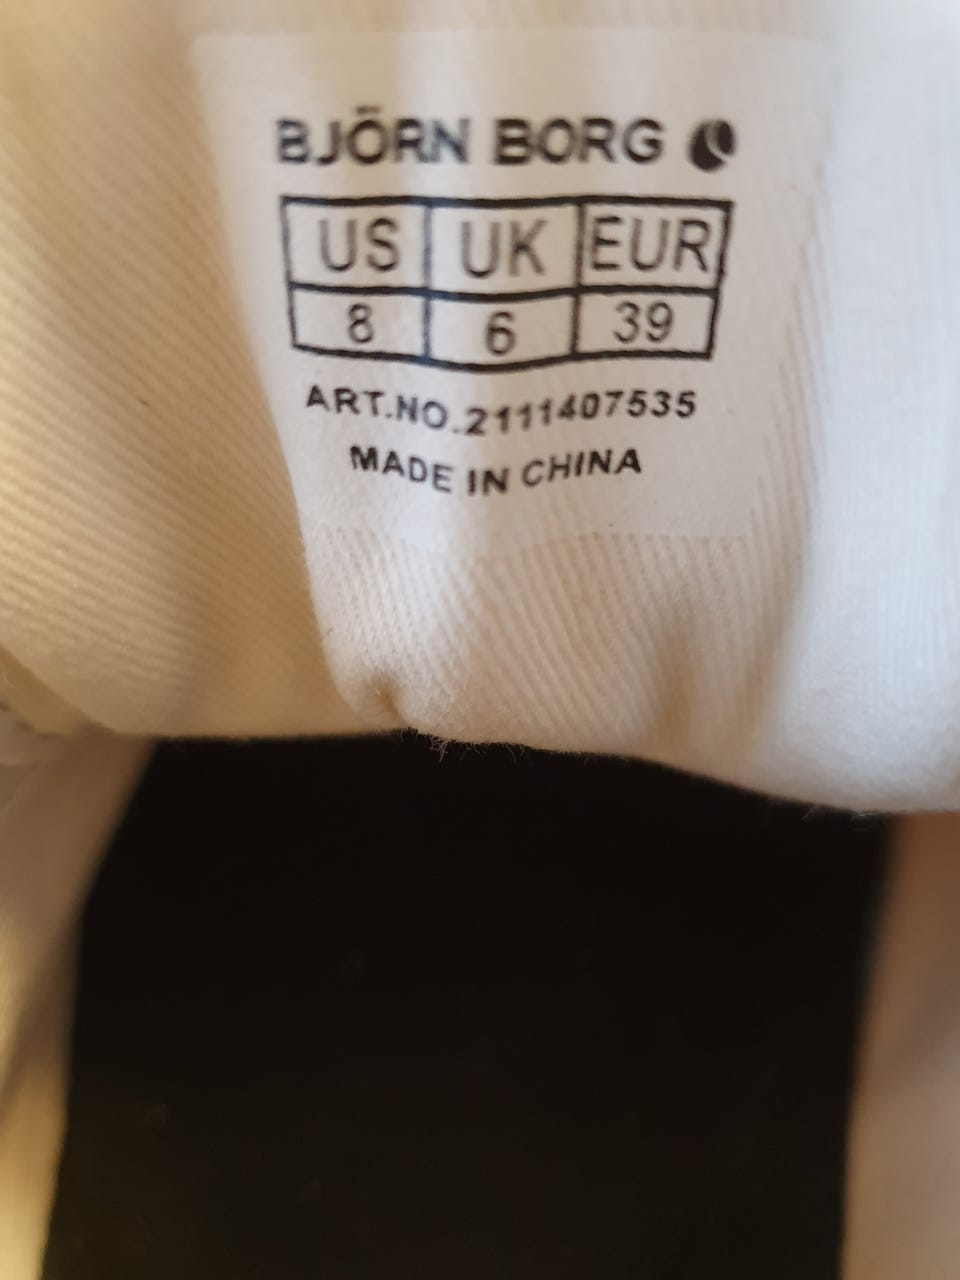 BJÖRN BORG
US UK EUR
8 6 39
ART.NO.2111407535
MADE IN CHINA